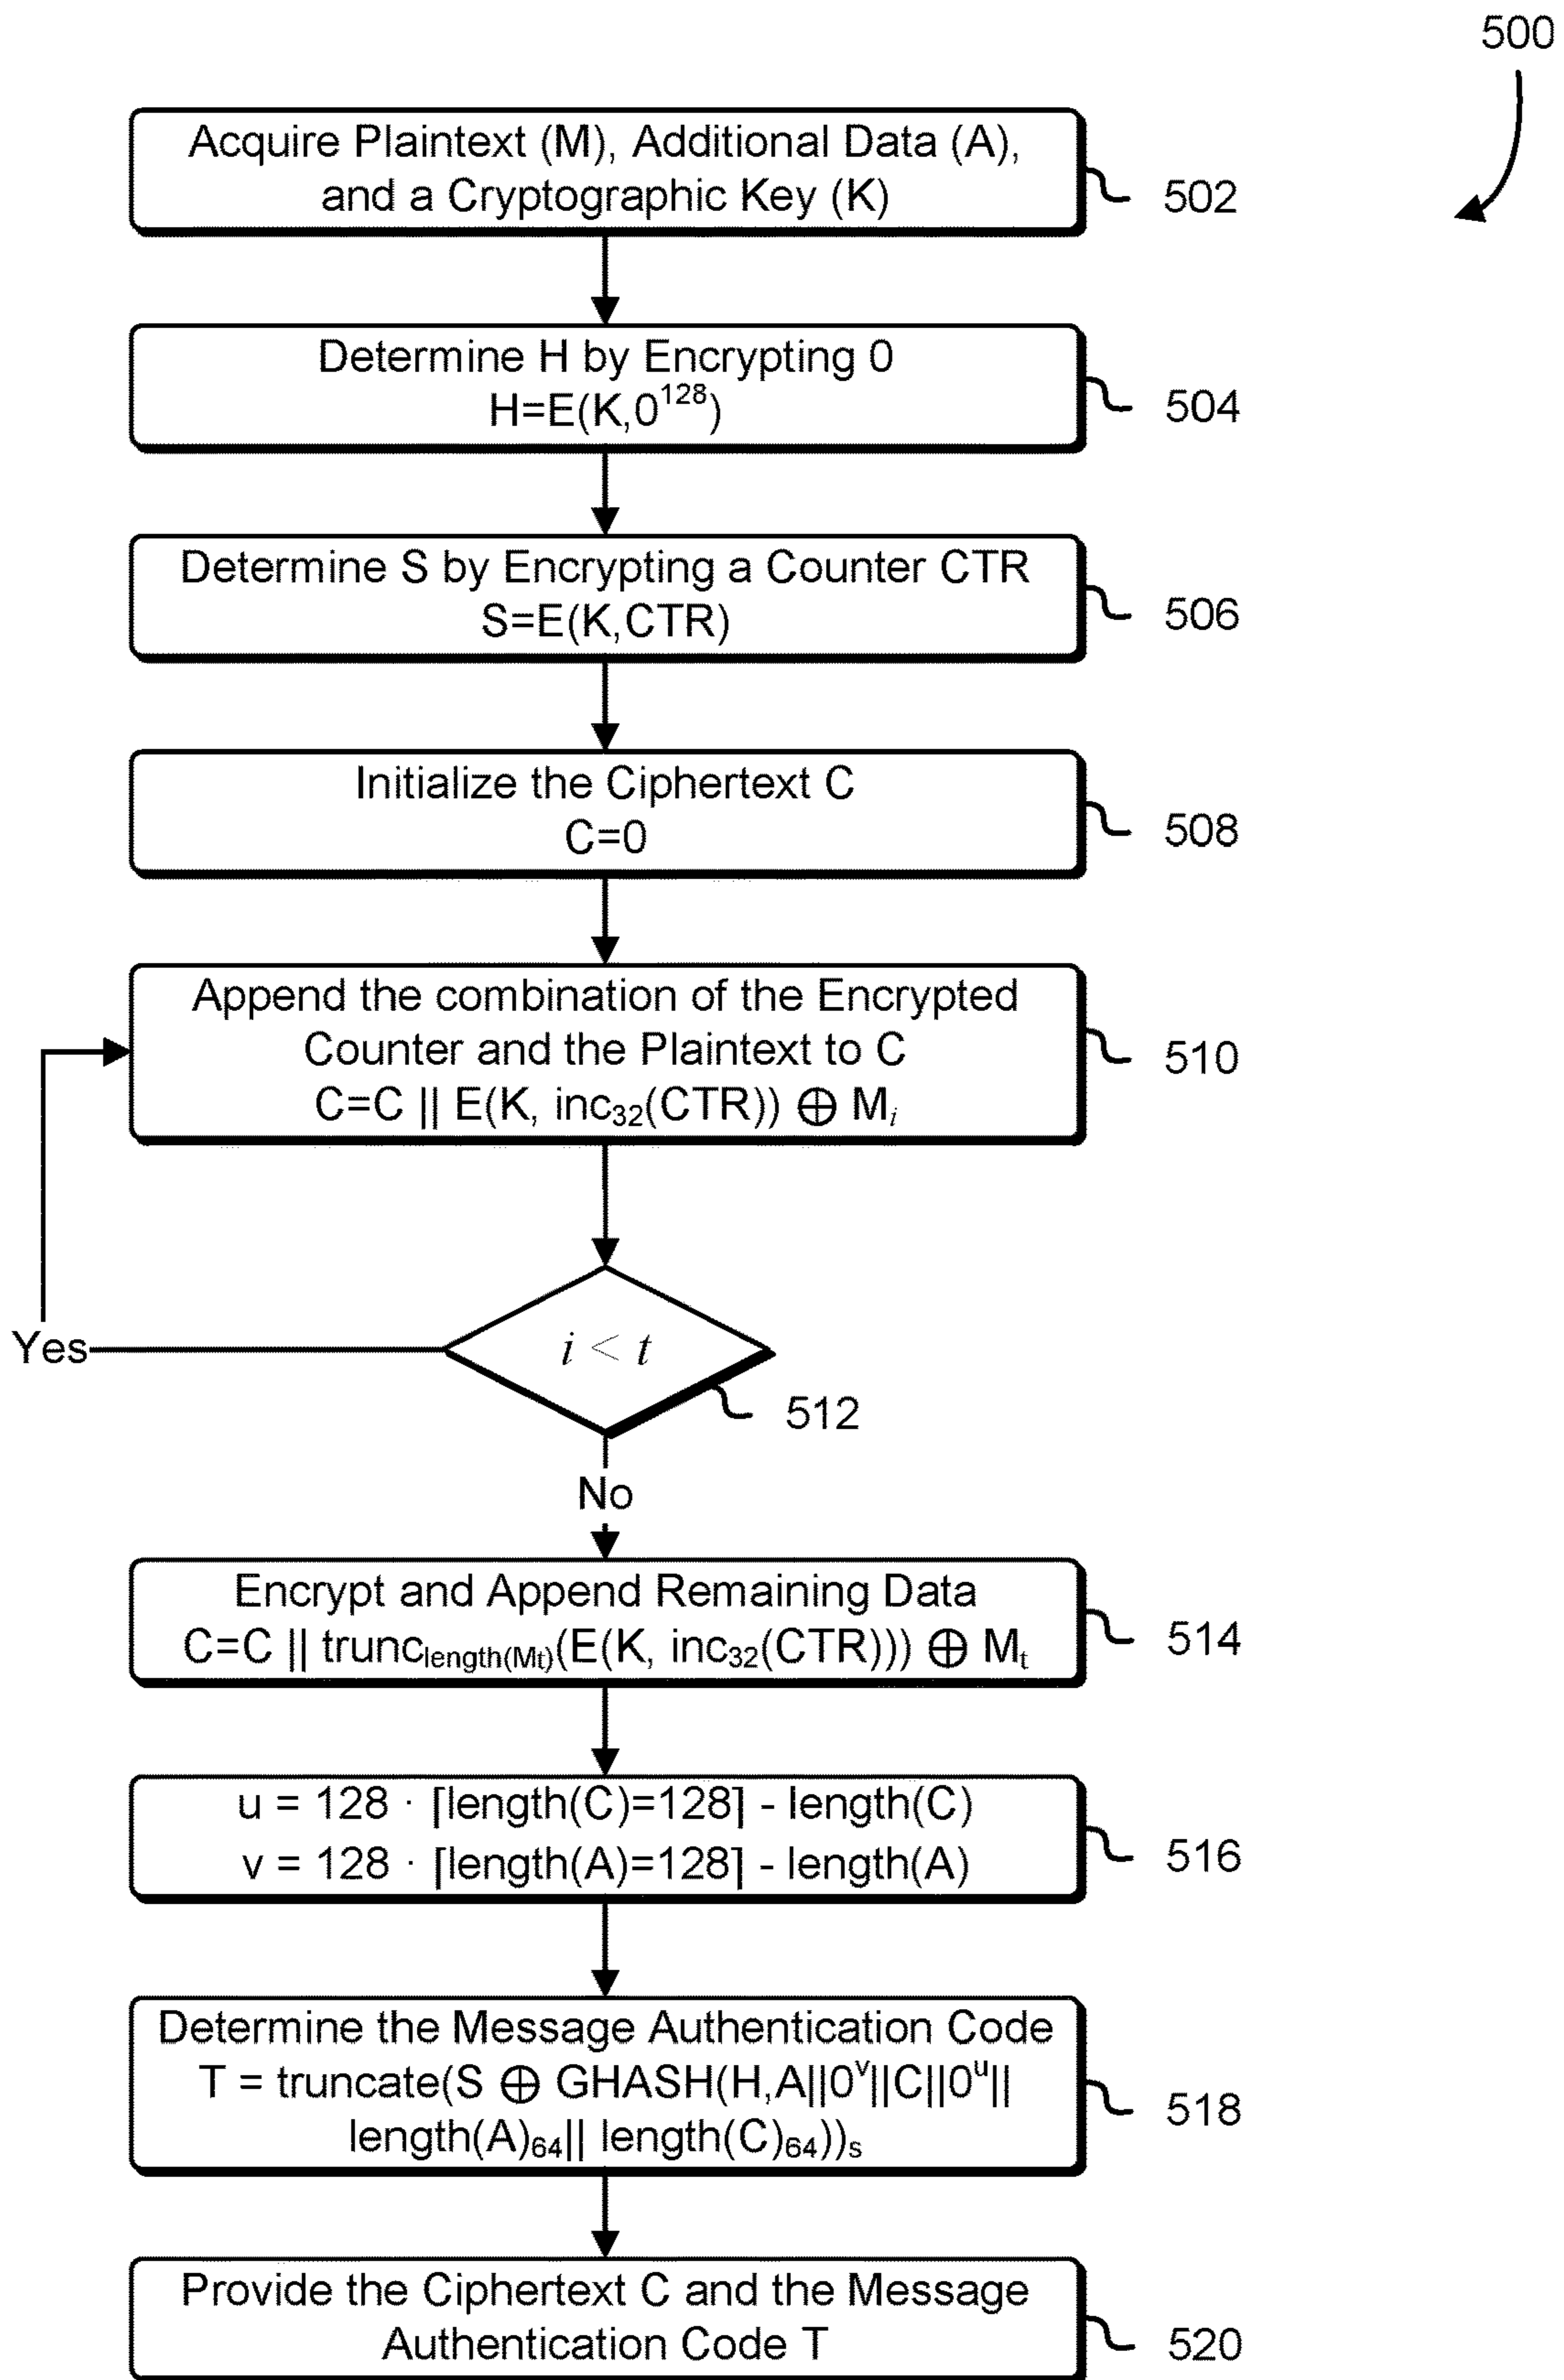 500
Acquire Plaintext (M), Additional Data (A),
and a Cryptographic Key (K)
502
Determine H by Encrypting 0
H=E(K,0¹²⁸)
504
Determine S by Encrypting a Counter CTR
S=E(K,CTR)
506
Initialize the Ciphertext C
C=0
508
Append the combination of the Encrypted
Counter and the Plaintext to C
C=C || E(K, inc₃₂(CTR)) ⊕ Mᵢ
510
Yes
i < t
512
No
Encrypt and Append Remaining Data
C=C || trunc_length(Mt)(E(K, inc₃₂(CTR))) ⊕ Mₜ
514
u = 128 · ⌈length(C)=128⌉ - length(C)
v = 128 · ⌈length(A)=128⌉ - length(A)
516
Determine the Message Authentication Code
T = truncate(S ⊕ GHASH(H,A||0ᵛ||C||0ᵘ||
length(A)₆₄|| length(C)₆₄))ₛ
518
Provide the Ciphertext C and the Message
Authentication Code T
520